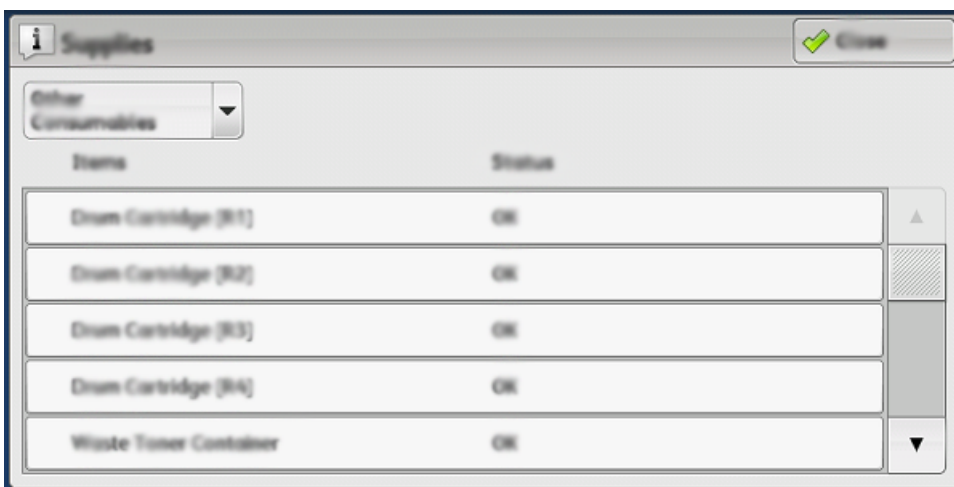 Supplies
Close
Other
Consumables
Items Status
Drum Cartridge [R1] OK
Drum Cartridge [R2] OK
Drum Cartridge [R3] OK
Drum Cartridge [R4] OK
Waste Toner Container OK